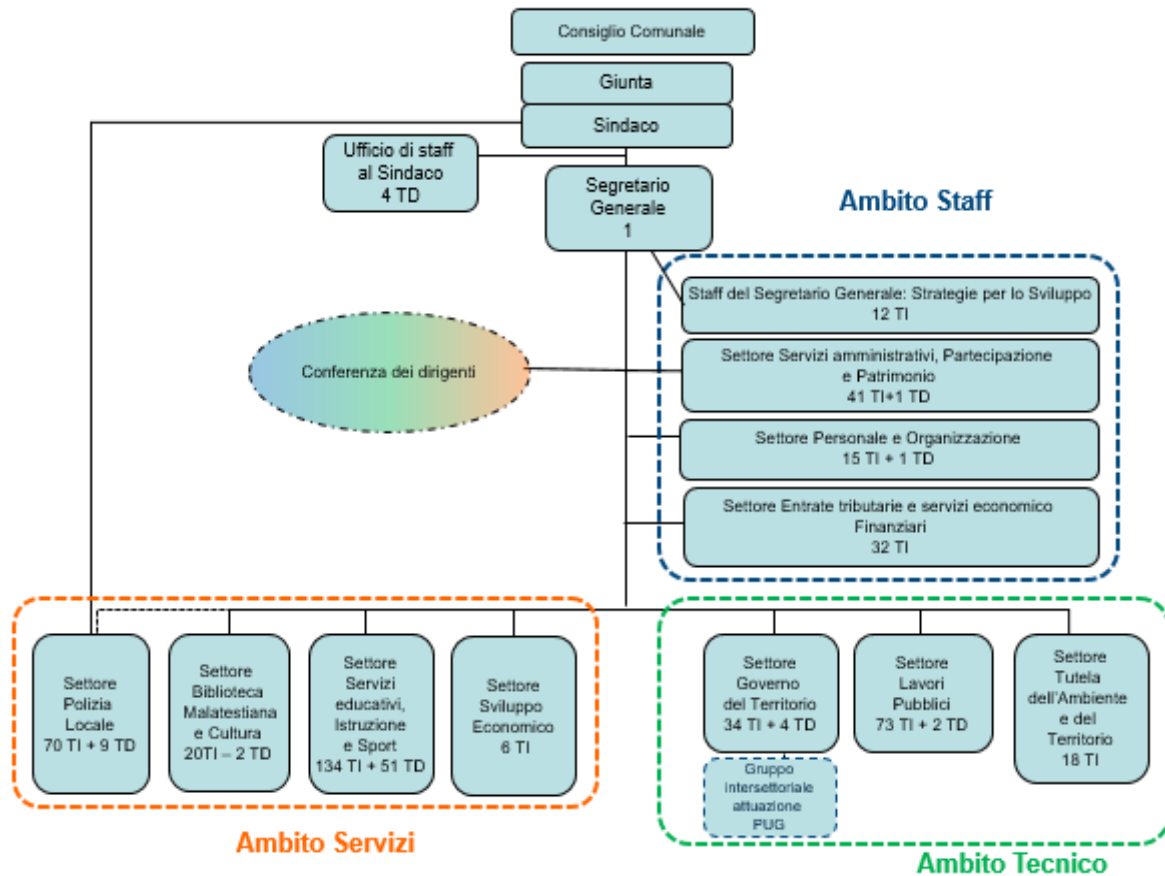 Consiglio Comunale
Giunta
Sindaco
Ufficio di staff
al Sindaco
4 TD
Segretario
Generale
1
Ambito Staff
Staff del Segretario Generale: Strategie per lo Sviluppo
12 TI
Settore Servizi amministrativi, Partecipazione
e Patrimonio
41 TI+1 TD
Settore Personale e Organizzazione
15 TI + 1 TD
Settore Entrate tributarie e servizi economico
Finanziari
32 TI
Conferenza dei dirigenti
Settore
Polizia
Locale
70 TI + 9 TD
Settore
Biblioteca
Malatestiana
e Cultura
20TI – 2 TD
Settore
Servizi
educativi,
Istruzione
e Sport
134 TI + 51 TD
Settore
Sviluppo
Economico
6 TI
Settore
Governo
del Territorio
34 TI + 4 TD
Gruppo
intersettoriale
attuazione
PUG
Settore
Lavori
Pubblici
73 TI + 2 TD
Settore
Tutela
dell'Ambiente
e del
Territorio
18 TI
Ambito Servizi
Ambito Tecnico